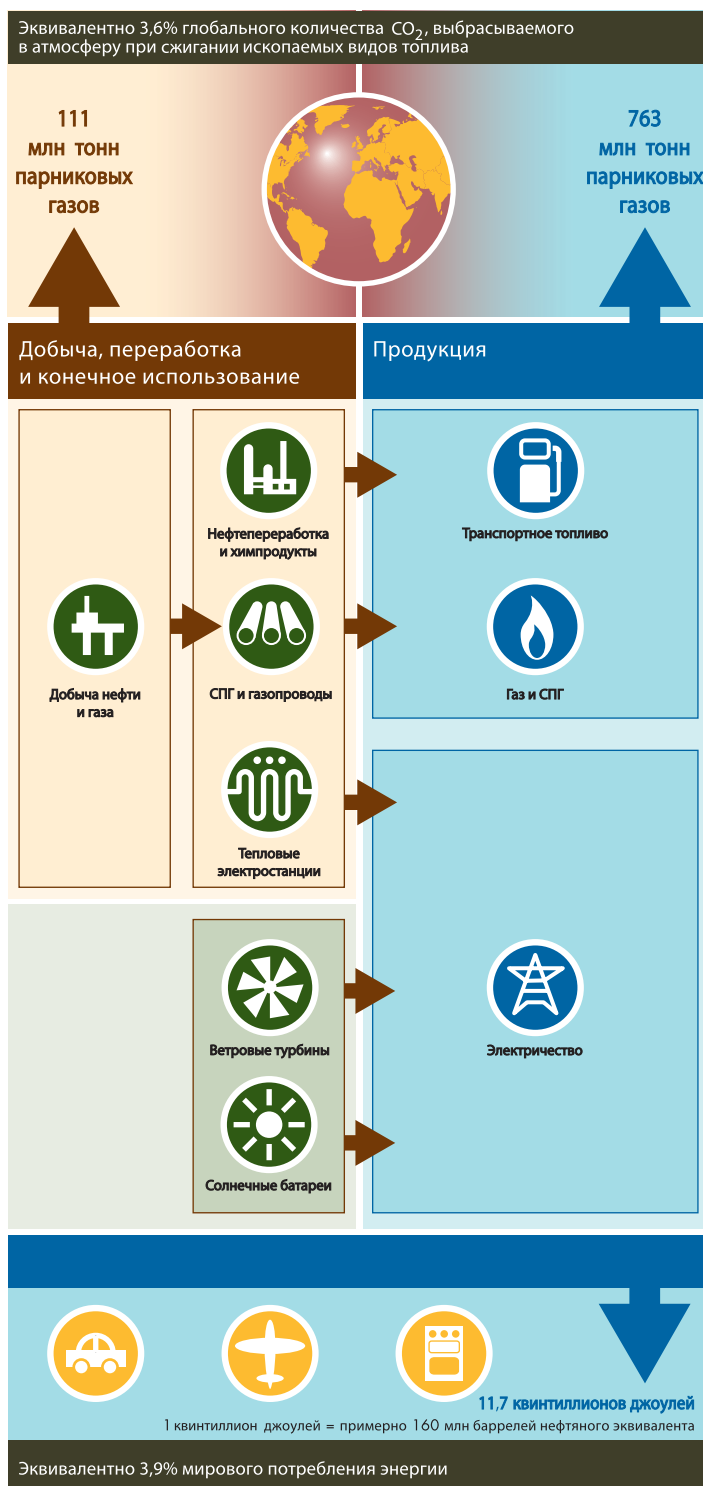 Эквивалентно 3,6% глобального количества CO2, выбрасываемого
в атмосферу при сжигании ископаемых видов топлива
111
млн тонн
парниковых
газов
763
млн тонн
парниковых
газов
Добыча, переработка
и конечное использование
Продукция
Нефтепереработка
и химпродукты
Транспортное топливо
Добыча нефти
и газа
СПГ и газопроводы
Газ и СПГ
Тепловые
электростанции
Ветровые турбины
Электричество
Солнечные батареи
11,7 квинтиллионов джоулей
1 квинтиллион джоулей = примерно 160 млн баррелей нефтяного эквивалента
Эквивалентно 3,9% мирового потребления энергии